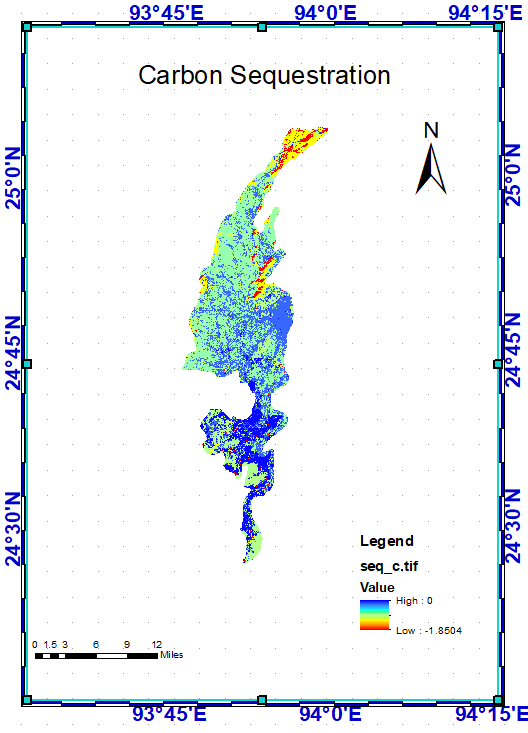 93°45'E 94°0'E 94°15'E
Carbon Sequestration
N
25°0'N 25°0'N
24°45'N 24°45'N
24°30'N 24°30'N
Legend
seq_c.tif
Value
High : 0
Low : -1.8504
0 1.5 3 6 9 12
Miles
93°45'E 94°0'E 94°15'E